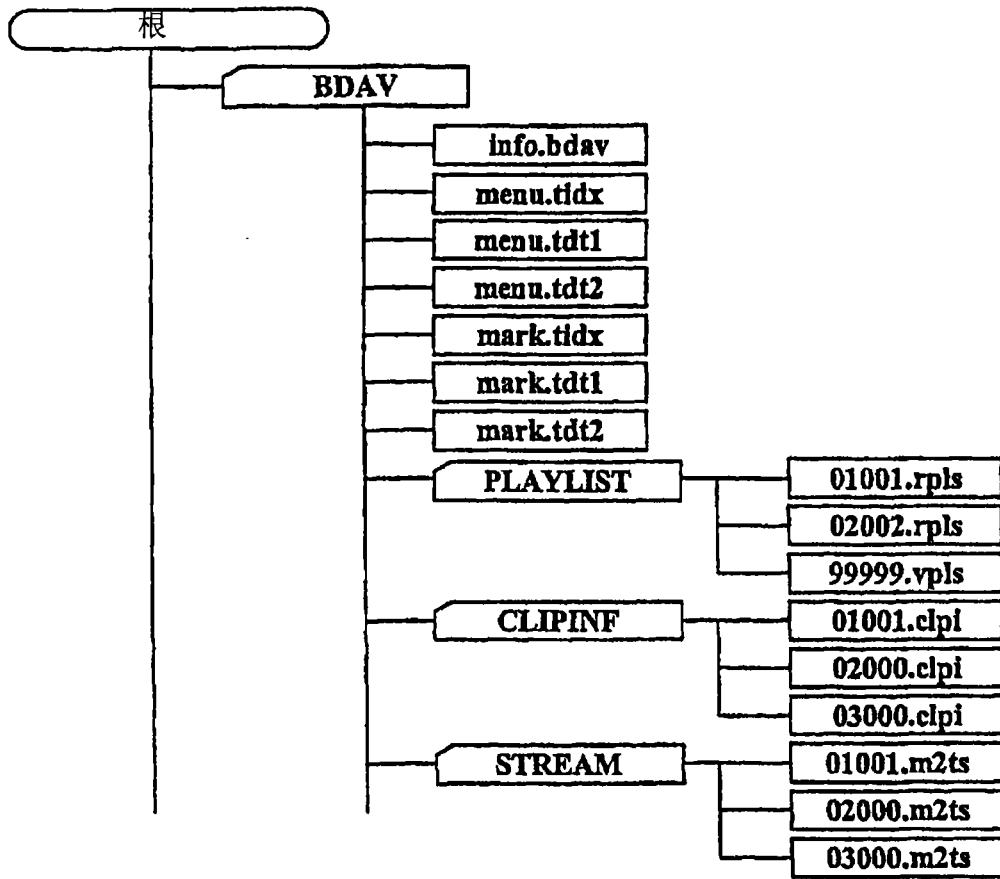 根
BDAV
info.bdav
menu.tidx
menu.tdt1
menu.tdt2
mark.tidx
mark.tdt1
mark.tdt2
PLAYLIST
01001.rpls
02002.rpls
99999.vpls
CLIPINF
01001.clpi
02000.clpi
03000.clpi
STREAM
01001.m2ts
02000.m2ts
03000.m2ts